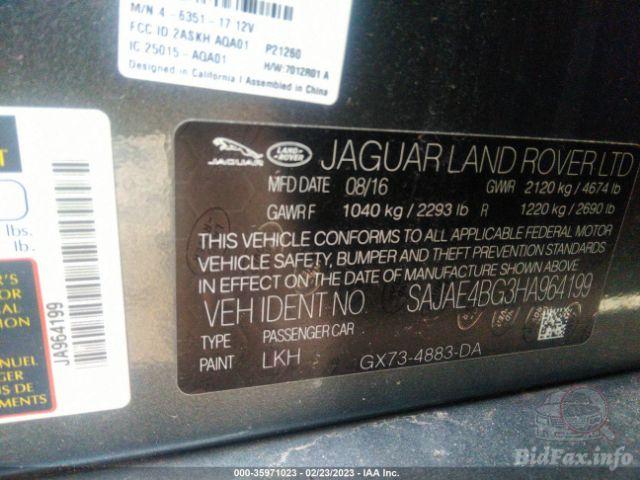 M/N 4 - 6351 - 17 12V
FCC ID 2ASKH AQA01 P21260
IC: 25015 - AQA01 H/W:7012R01 A
Designed in California I Assembled in China
JAGUAR
LAND ROVER
JAGUAR LAND ROVER LTD
MFD DATE 08/16 GWR 2120 kg / 4674 lb
GAWR F 1040 kg / 2293 lb R 1220 kg / 2690 lb
THIS VEHICLE CONFORMS TO ALL APPLICABLE FEDERAL MOTOR
VEHICLE SAFETY, BUMPER AND THEFT PREVENTION STANDARDS
IN EFFECT ON THE DATE OF MANUFACTURE SHOWN ABOVE
VEH IDENT NO. SAJAE4BG3HA964199
TYPE PASSENGER CAR
PAINT LKH GX73-4883-DA
lbs.
lb.
JA964199
000-35971023 - 02/23/2023 - IAA Inc.
BidFax.info